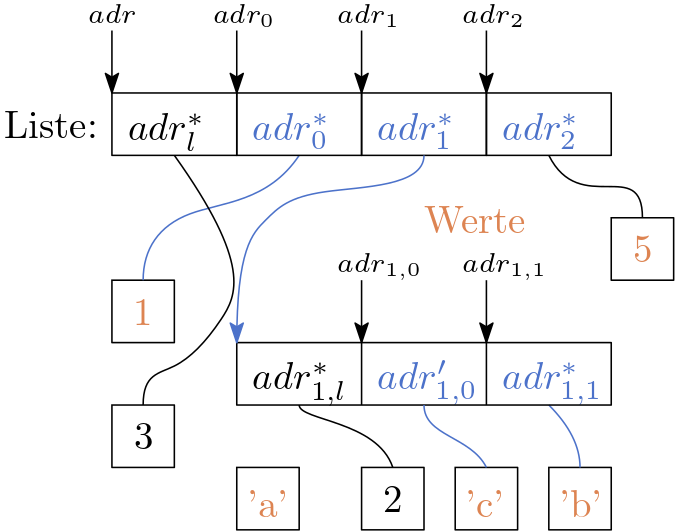 adr adr_0 adr_1 adr_2
Liste: adr_l^* adr_0^* adr_1^* adr_2^*
Werte
5
adr_{1,0} adr_{1,1}
1
adr_{1,l}^* adr'_{1,0} adr_{1,1}^*
3
'a' 2 'c' 'b'